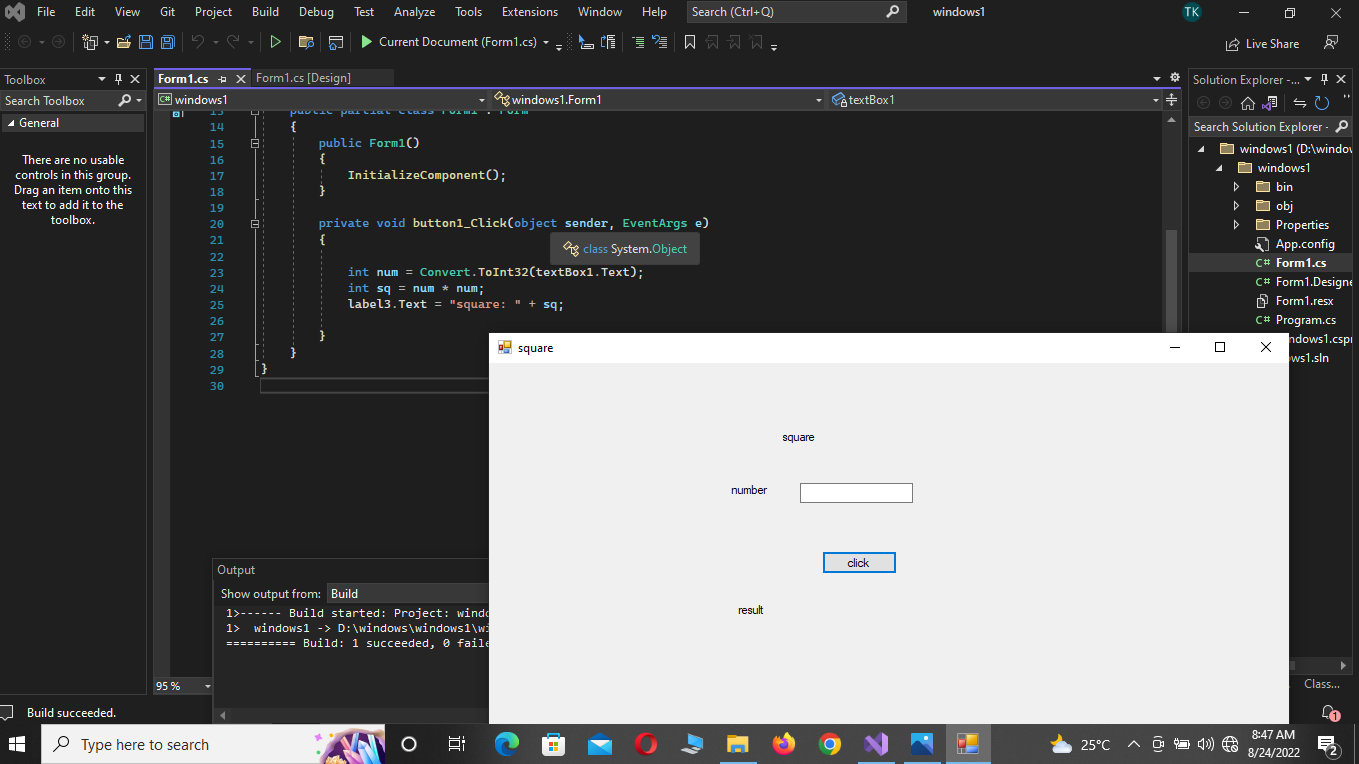 File Edit View Git Project Build Debug Test Analyze Tools Extensions Window Help Search (Ctrl+Q) windows1 TK
Current Document (Form1.cs) Live Share
Toolbox
Search Toolbox
General
There are no usable
controls in this group.
Drag an item onto this
text to add it to the
toolbox.
Form1.cs Form1.cs [Design]
windows1 windows1.Form1 textBox1
13 public partial class Form1 : Form
14 {
15 public Form1()
16 {
17 InitializeComponent();
18 }
19
20 private void button1_Click(object sender, EventArgs e)
21 {
class System.Object
22
23 int num = Convert.ToInt32(textBox1.Text);
24 int sq = num * num;
25 label3.Text = "square: " + sq;
26
27 }
28 }
29 }
30
95 %
Solution Explorer -...
Search Solution Explorer -
windows1 (D:\window
windows1
bin
obj
Properties
App.config
Form1.cs
Form1.Designe
Form1.resx
Program.cs
ndows1.cspr
ws1.sln
Class...
square
square
number
click
result
Output
Show output from: Build
1>------ Build started: Project: windo
1> windows1 -> D:\windows\windows1\wi
========== Build: 1 succeeded, 0 faile
Build succeeded.
1
Type here to search
25°C
8:47 AM
8/24/2022
2